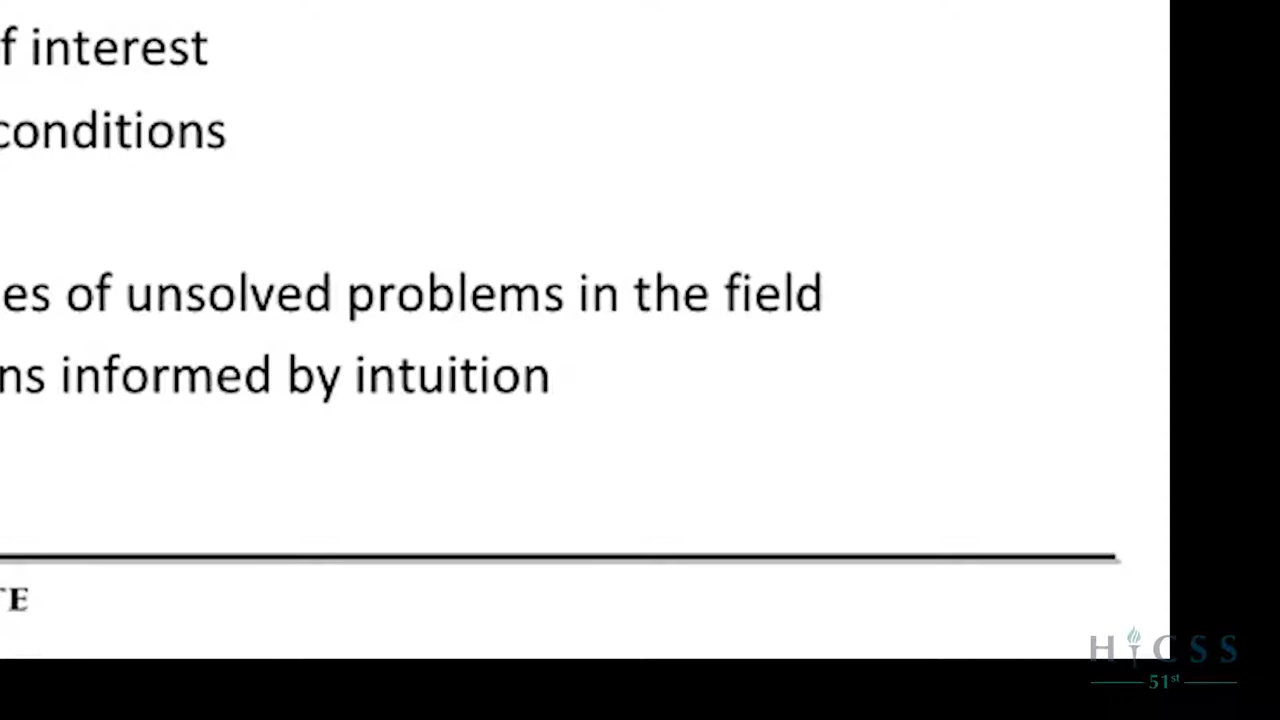 f interest
conditions
es of unsolved problems in the field
ns informed by intuition
TE
HICSS
51st